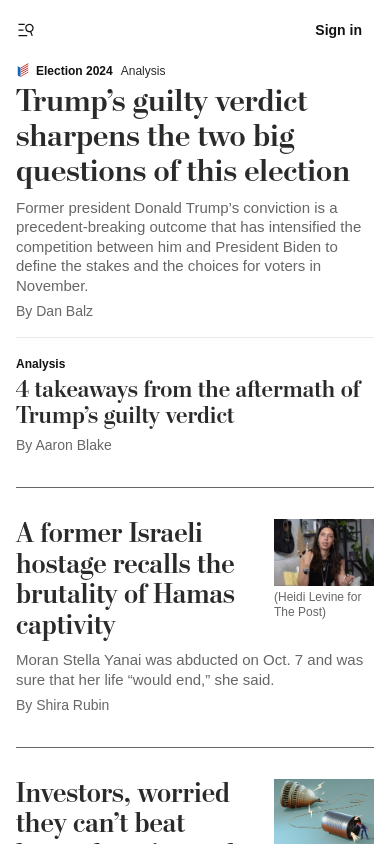 Sign in
Election 2024 Analysis
Trump’s guilty verdict
sharpens the two big
questions of this election
Former president Donald Trump’s conviction is a
precedent-breaking outcome that has intensified the
competition between him and President Biden to
define the stakes and the choices for voters in
November.
By Dan Balz
Analysis
4 takeaways from the aftermath of
Trump’s guilty verdict
By Aaron Blake
A former Israeli
hostage recalls the
brutality of Hamas
captivity
(Heidi Levine for
The Post)
Moran Stella Yanai was abducted on Oct. 7 and was
sure that her life “would end,” she said.
By Shira Rubin
Investors, worried
they can’t beat